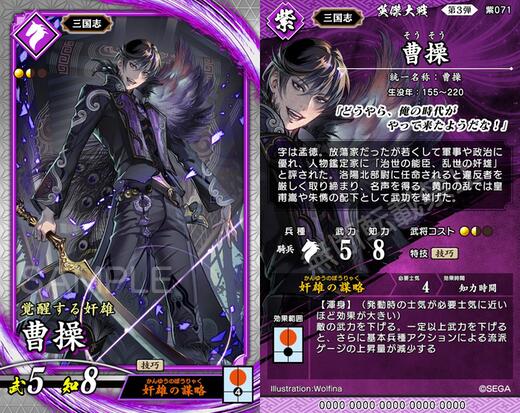 三国志
SAMPLE
覚醒する奸雄
曹操
技巧
武5 知8
かんゆうのぼうりゃく
奸雄の謀略
4
紫
三国志
英傑大戦
第3弾
紫071
そう そう
曹操
統一名称:曹操
生没年:155~220
『どうやら、俺の時代が
やって来たようだな!』
字は孟徳。放蕩家だったが若くして軍事や政治に
優れ、人物鑑定家に「治世の能臣、乱世の奸雄」
と評された。洛陽北部尉に任命されると違反者を
厳しく取り締まり、名声を得る。黄巾の乱では皇
甫嵩や朱儁の配下として武功を挙げた。
兵種 武力 知力 武将コスト
騎兵 5 8 特技 技巧
かんゆうのぼうりゃく 必要士気 効果時間
奸雄の謀略 4 知力時間
効果範囲
【渾身】(発動時の士気が必要士気に近い
ほど効果が大きい)
敵の武力を下げる。一定以上武力を下げる
と、さらに基本兵種アクションによる流派
ゲージの上昇量が減少する
Illustration:Wolfina
©SEGA
0000 0000 0000 0000 0000